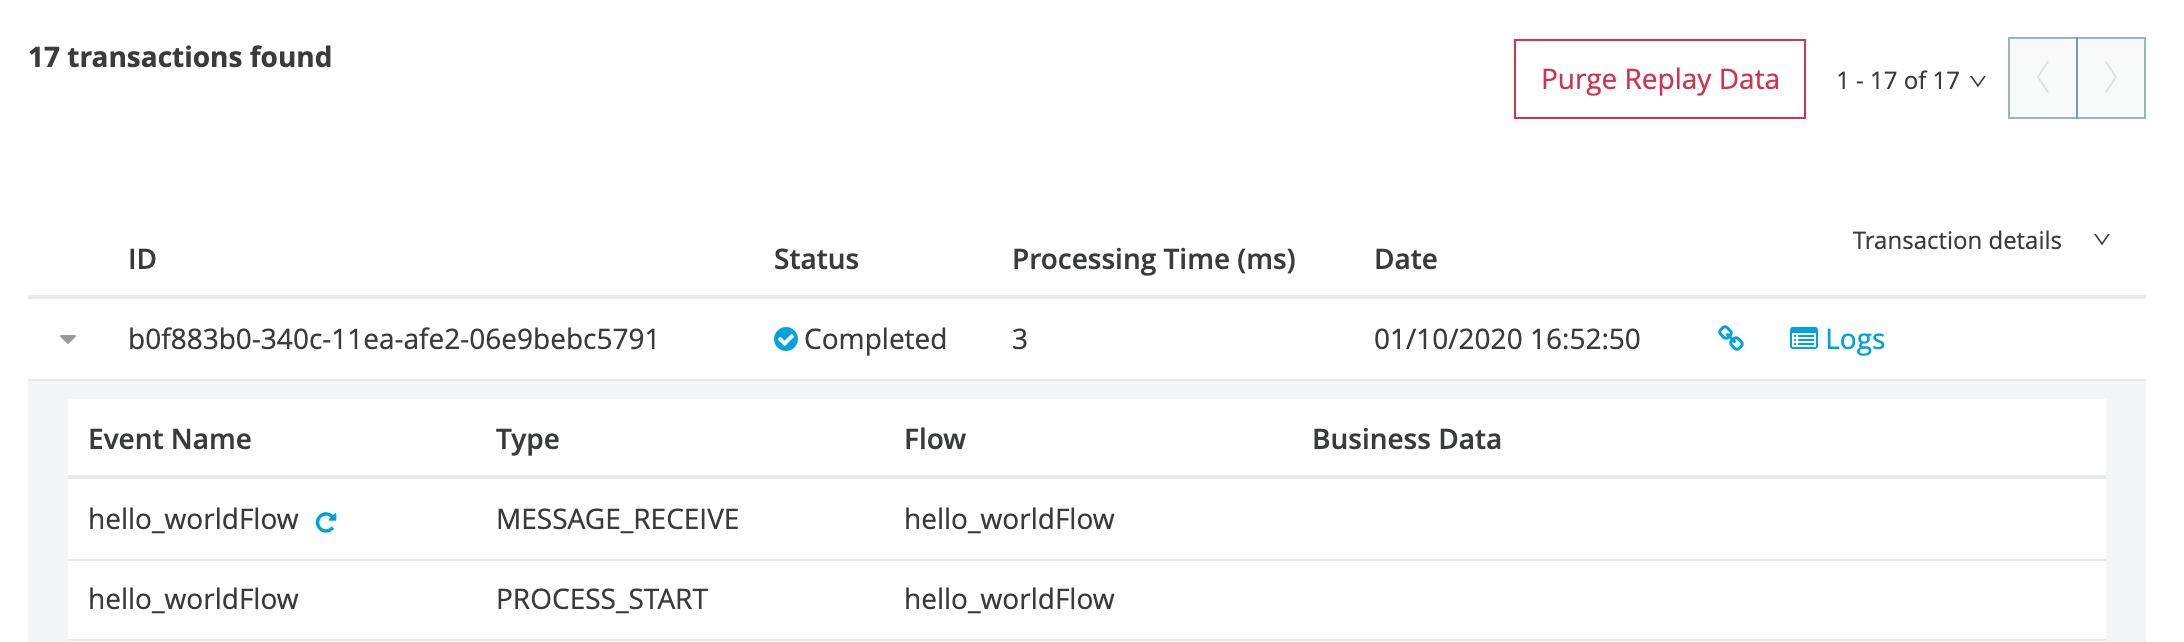 17 transactions found
Purge Replay Data
1 - 17 of 17
Transaction details
ID Status Processing Time (ms) Date
b0f883b0-340c-11ea-afe2-06e9bebc5791 Completed 3 01/10/2020 16:52:50 Logs
Event Name Type Flow Business Data
hello_worldFlow MESSAGE_RECEIVE hello_worldFlow
hello_worldFlow PROCESS_START hello_worldFlow